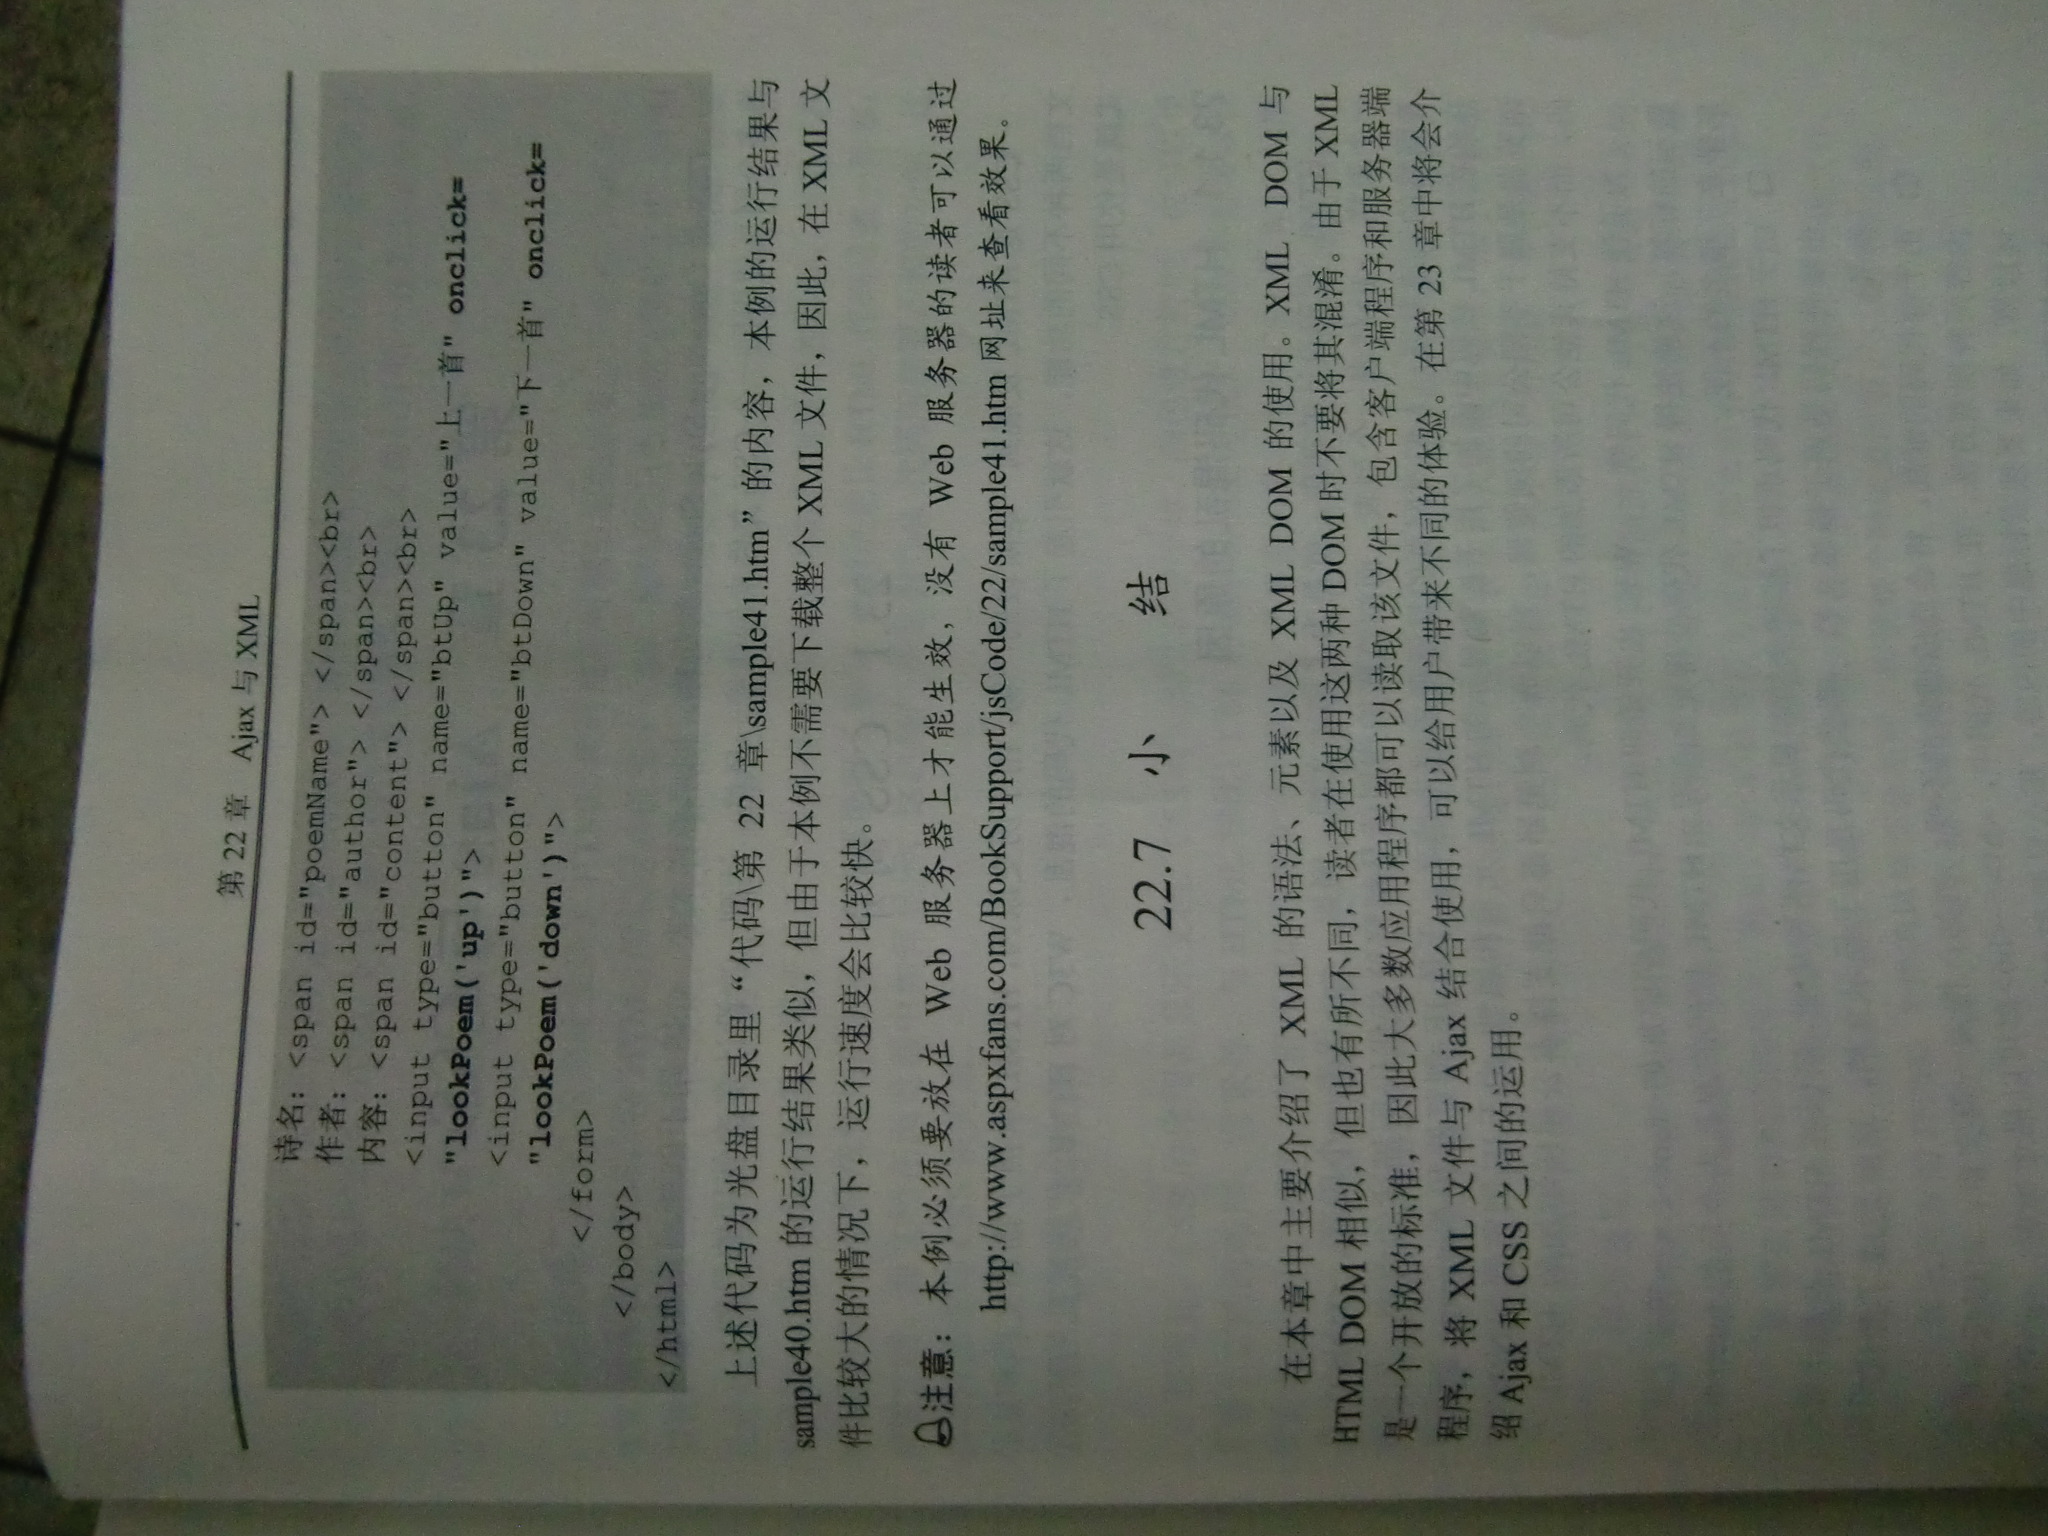 第 22 章　Ajax 与 XML
诗名: <span id="poemName"> </span><br>
作者: <span id="author"> </span><br>
内容: <span id="content"> </span><br>
<input type="button" name="btUp" value="上一首" onclick=
"lookPoem('up')">
<input type="button" name="btDown" value="下一首" onclick=
"lookPoem('down')">
</form>
</body>
</html>
上述代码为光盘目录里“代码\第 22 章\sample41.htm”的内容，本例的运行结果与
sample40.htm 的运行结果类似，但由于本例不需要下载整个 XML 文件，因此，在 XML 文
件比较大的情况下，运行速度会比较快。
注意：本例必须要放在 Web 服务器上才能生效，没有 Web 服务器的读者可以通过
http://www.aspxfans.com/BookSupport/jsCode/22/sample41.htm 网址来查看效果。
22.7　小　结
在本章中主要介绍了 XML 的语法、元素以及 XML DOM 的使用。XML DOM 与
HTML DOM 相似，但也有所不同，读者在使用这两种 DOM 时不要将其混淆。由于 XML
是一个开放的标准，因此大多数应用程序都可以读取该文件，包含客户端程序和服务器端
程序，将 XML 文件与 Ajax 结合使用，可以给用户带来不同的体验。在第 23 章中将会介
绍 Ajax 和 CSS 之间的运用。